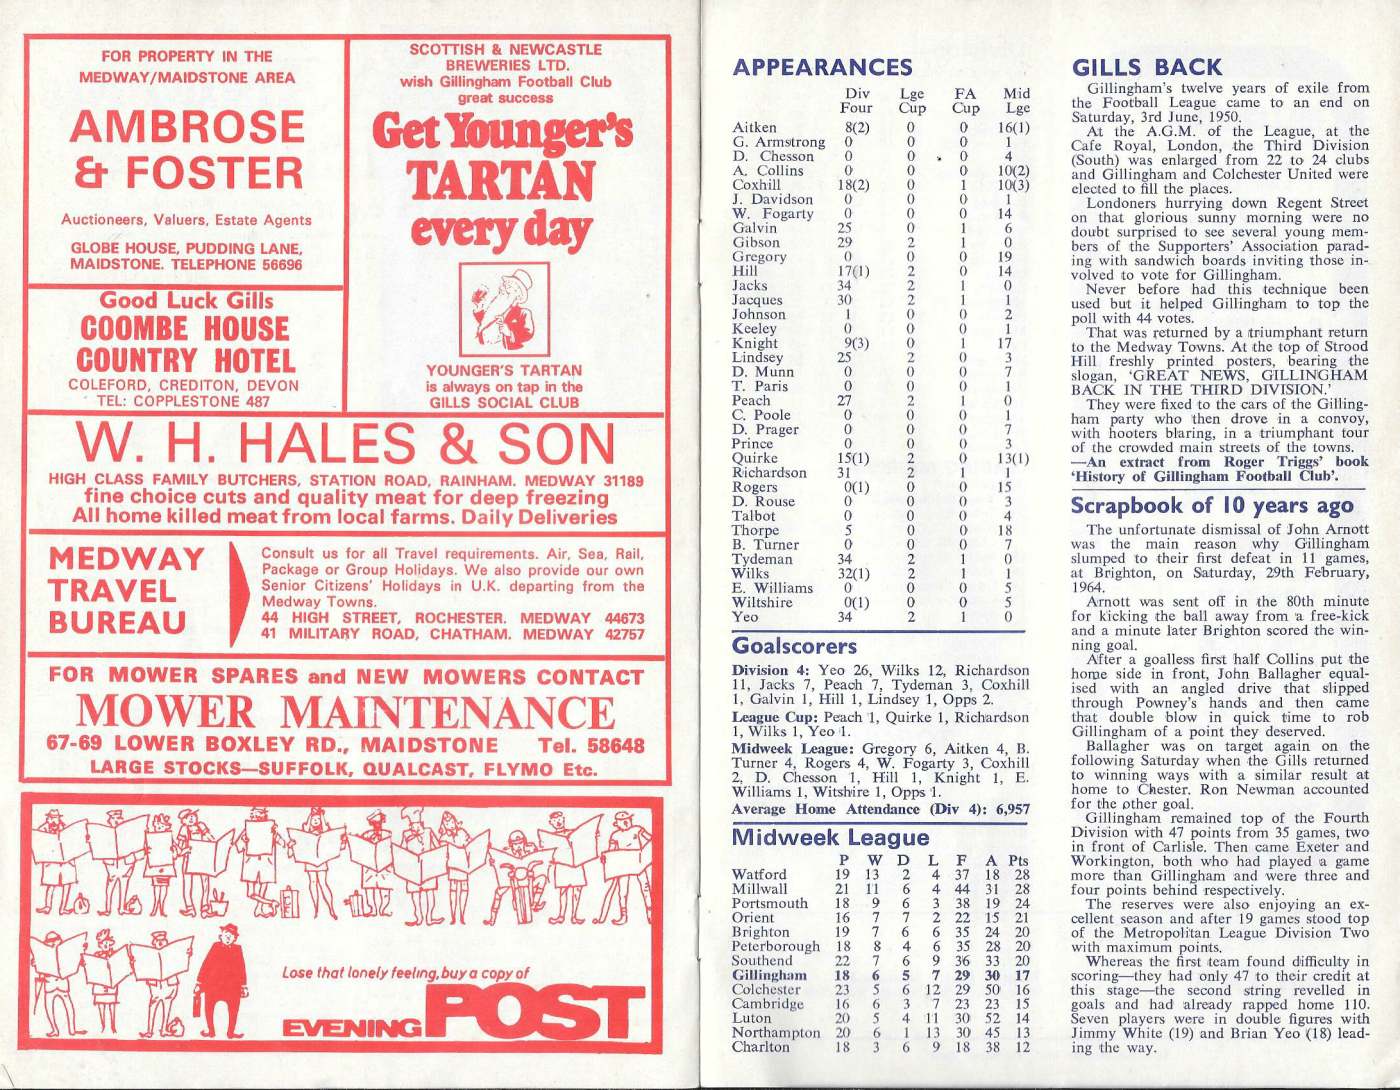 FOR PROPERTY IN THE
MEDWAY/MAIDSTONE AREA
AMBROSE
& FOSTER
Auctioneers, Valuers, Estate Agents
GLOBE HOUSE, PUDDING LANE,
MAIDSTONE. TELEPHONE 56696
SCOTTISH & NEWCASTLE
BREWERIES LTD.
wish Gillingham Football Club
great success
Get Younger's
TARTAN
every day
YOUNGER'S TARTAN
is always on tap in the
GILLS SOCIAL CLUB
Good Luck Gills
COOMBE HOUSE
COUNTRY HOTEL
COLEFORD, CREDITON, DEVON
TEL: COPPLESTONE 487
W. H. HALES & SON
HIGH CLASS FAMILY BUTCHERS, STATION ROAD, RAINHAM. MEDWAY 31189
fine choice cuts and quality meat for deep freezing
All home killed meat from local farms. Daily Deliveries
MEDWAY
TRAVEL
BUREAU
Consult us for all Travel requirements. Air, Sea, Rail,
Package or Group Holidays. We also provide our own
Senior Citizens' Holidays in U.K. departing from the
Medway Towns.
44 HIGH STREET, ROCHESTER. MEDWAY 44673
41 MILITARY ROAD, CHATHAM. MEDWAY 42757
FOR MOWER SPARES and NEW MOWERS CONTACT
MOWER MAINTENANCE
67-69 LOWER BOXLEY RD., MAIDSTONE Tel. 58648
LARGE STOCKS—SUFFOLK, QUALCAST, FLYMO Etc.
Lose that lonely feeling, buy a copy of
EVENING POST
APPEARANCES
Div Lge FA Mid
Four Cup Cup Lge
Aitken 8(2) 0 0 16(1)
G. Armstrong 0 0 0 1
D. Chesson 0 0 0 4
A. Collins 0 0 0 10(2)
Coxhill 18(2) 0 1 10(3)
J. Davidson 0 0 0 1
W. Fogarty 0 0 0 14
Galvin 25 0 1 6
Gibson 29 2 1 0
Gregory 0 0 0 19
Hill 17(1) 2 0 14
Jacks 34 2 1 0
Jacques 30 2 1 1
Johnson 1 0 0 2
Keeley 0 0 0 1
Knight 9(3) 0 1 17
Lindsey 25 2 0 3
D. Munn 0 0 0 7
T. Paris 0 0 0 1
Peach 27 2 1 0
C. Poole 0 0 0 1
D. Prager 0 0 0 7
Prince 0 0 0 3
Quirke 15(1) 2 0 13(1)
Richardson 31 2 1 1
Rogers 0(1) 0 0 15
D. Rouse 0 0 0 3
Talbot 0 0 0 4
Thorpe 5 0 0 18
B. Turner 0 0 0 7
Tydeman 34 2 1 0
Wilks 32(1) 2 1 1
E. Williams 0 0 0 5
Wiltshire 0(1) 0 0 5
Yeo 34 2 1 0
Goalscorers
Division 4: Yeo 26, Wilks 12, Richardson
11, Jacks 7, Peach 7, Tydeman 3, Coxhill
1, Galvin 1, Hill 1, Lindsey 1, Opps 2.
League Cup: Peach 1, Quirke 1, Richardson
1, Wilks 1, Yeo 1.
Midweek League: Gregory 6, Aitken 4, B.
Turner 4, Rogers 4, W. Fogarty 3, Coxhill
2, D. Chesson 1, Hill 1, Knight 1, E.
Williams 1, Witshire 1, Opps 1.
Average Home Attendance (Div 4): 6,957
Midweek League
P W D L F A Pts
Watford 19 13 2 4 37 18 28
Millwall 21 11 6 4 44 31 28
Portsmouth 18 9 6 3 38 19 24
Orient 16 7 7 2 22 15 21
Brighton 19 7 6 6 35 24 20
Peterborough 18 8 4 6 35 28 20
Southend 22 7 6 9 36 33 20
Gillingham 18 6 5 7 29 30 17
Colchester 23 5 6 12 29 50 16
Cambridge 16 6 3 7 23 23 15
Luton 20 5 4 11 30 52 14
Northampton 20 6 1 13 30 45 13
Charlton 18 3 6 9 18 38 12
GILLS BACK
Gillingham's twelve years of exile from
the Football League came to an end on
Saturday, 3rd June, 1950.
At the A.G.M. of the League, at the
Cafe Royal, London, the Third Division
(South) was enlarged from 22 to 24 clubs
and Gillingham and Colchester United were
elected to fill the places.
Londoners hurrying down Regent Street
on that glorious sunny morning were no
doubt surprised to see several young mem-
bers of the Supporters' Association parad-
ing with sandwich boards inviting those in-
volved to vote for Gillingham.
Never before had this technique been
used but it helped Gillingham to top the
poll with 44 votes.
That was returned by a triumphant return
to the Medway Towns. At the top of Strood
Hill freshly printed posters, bearing the
slogan, 'GREAT NEWS, GILLINGHAM
BACK IN THE THIRD DIVISION.'
They were fixed to the cars of the Gilling-
ham party who then drove in a convoy,
with hooters blaring, in a triumphant tour
of the crowded main streets of the towns.
—An extract from Roger Triggs' book
'History of Gillingham Football Club'.
Scrapbook of 10 years ago
The unfortunate dismissal of John Arnott
was the main reason why Gillingham
slumped to their first defeat in 11 games,
at Brighton, on Saturday, 29th February,
1964.
Arnott was sent off in the 80th minute
for kicking the ball away from a free-kick
and a minute later Brighton scored the win-
ning goal.
After a goalless first half Collins put the
home side in front, John Ballagher equal-
ised with an angled drive that slipped
through Powney's hands and then came
that double blow in quick time to rob
Gillingham of a point they deserved.
Ballagher was on target again on the
following Saturday when the Gills returned
to winning ways with a similar result at
home to Chester. Ron Newman accounted
for the other goal.
Gillingham remained top of the Fourth
Division with 47 points from 35 games, two
in front of Carlisle. Then came Exeter and
Workington, both who had played a game
more than Gillingham and were three and
four points behind respectively.
The reserves were also enjoying an ex-
cellent season and after 19 games stood top
of the Metropolitan League Division Two
with maximum points.
Whereas the first team found difficulty in
scoring—they had only 47 to their credit at
this stage—the second string revelled in
goals and had already rapped home 110.
Seven players were in double figures with
Jimmy White (19) and Brian Yeo (18) lead-
ing the way.